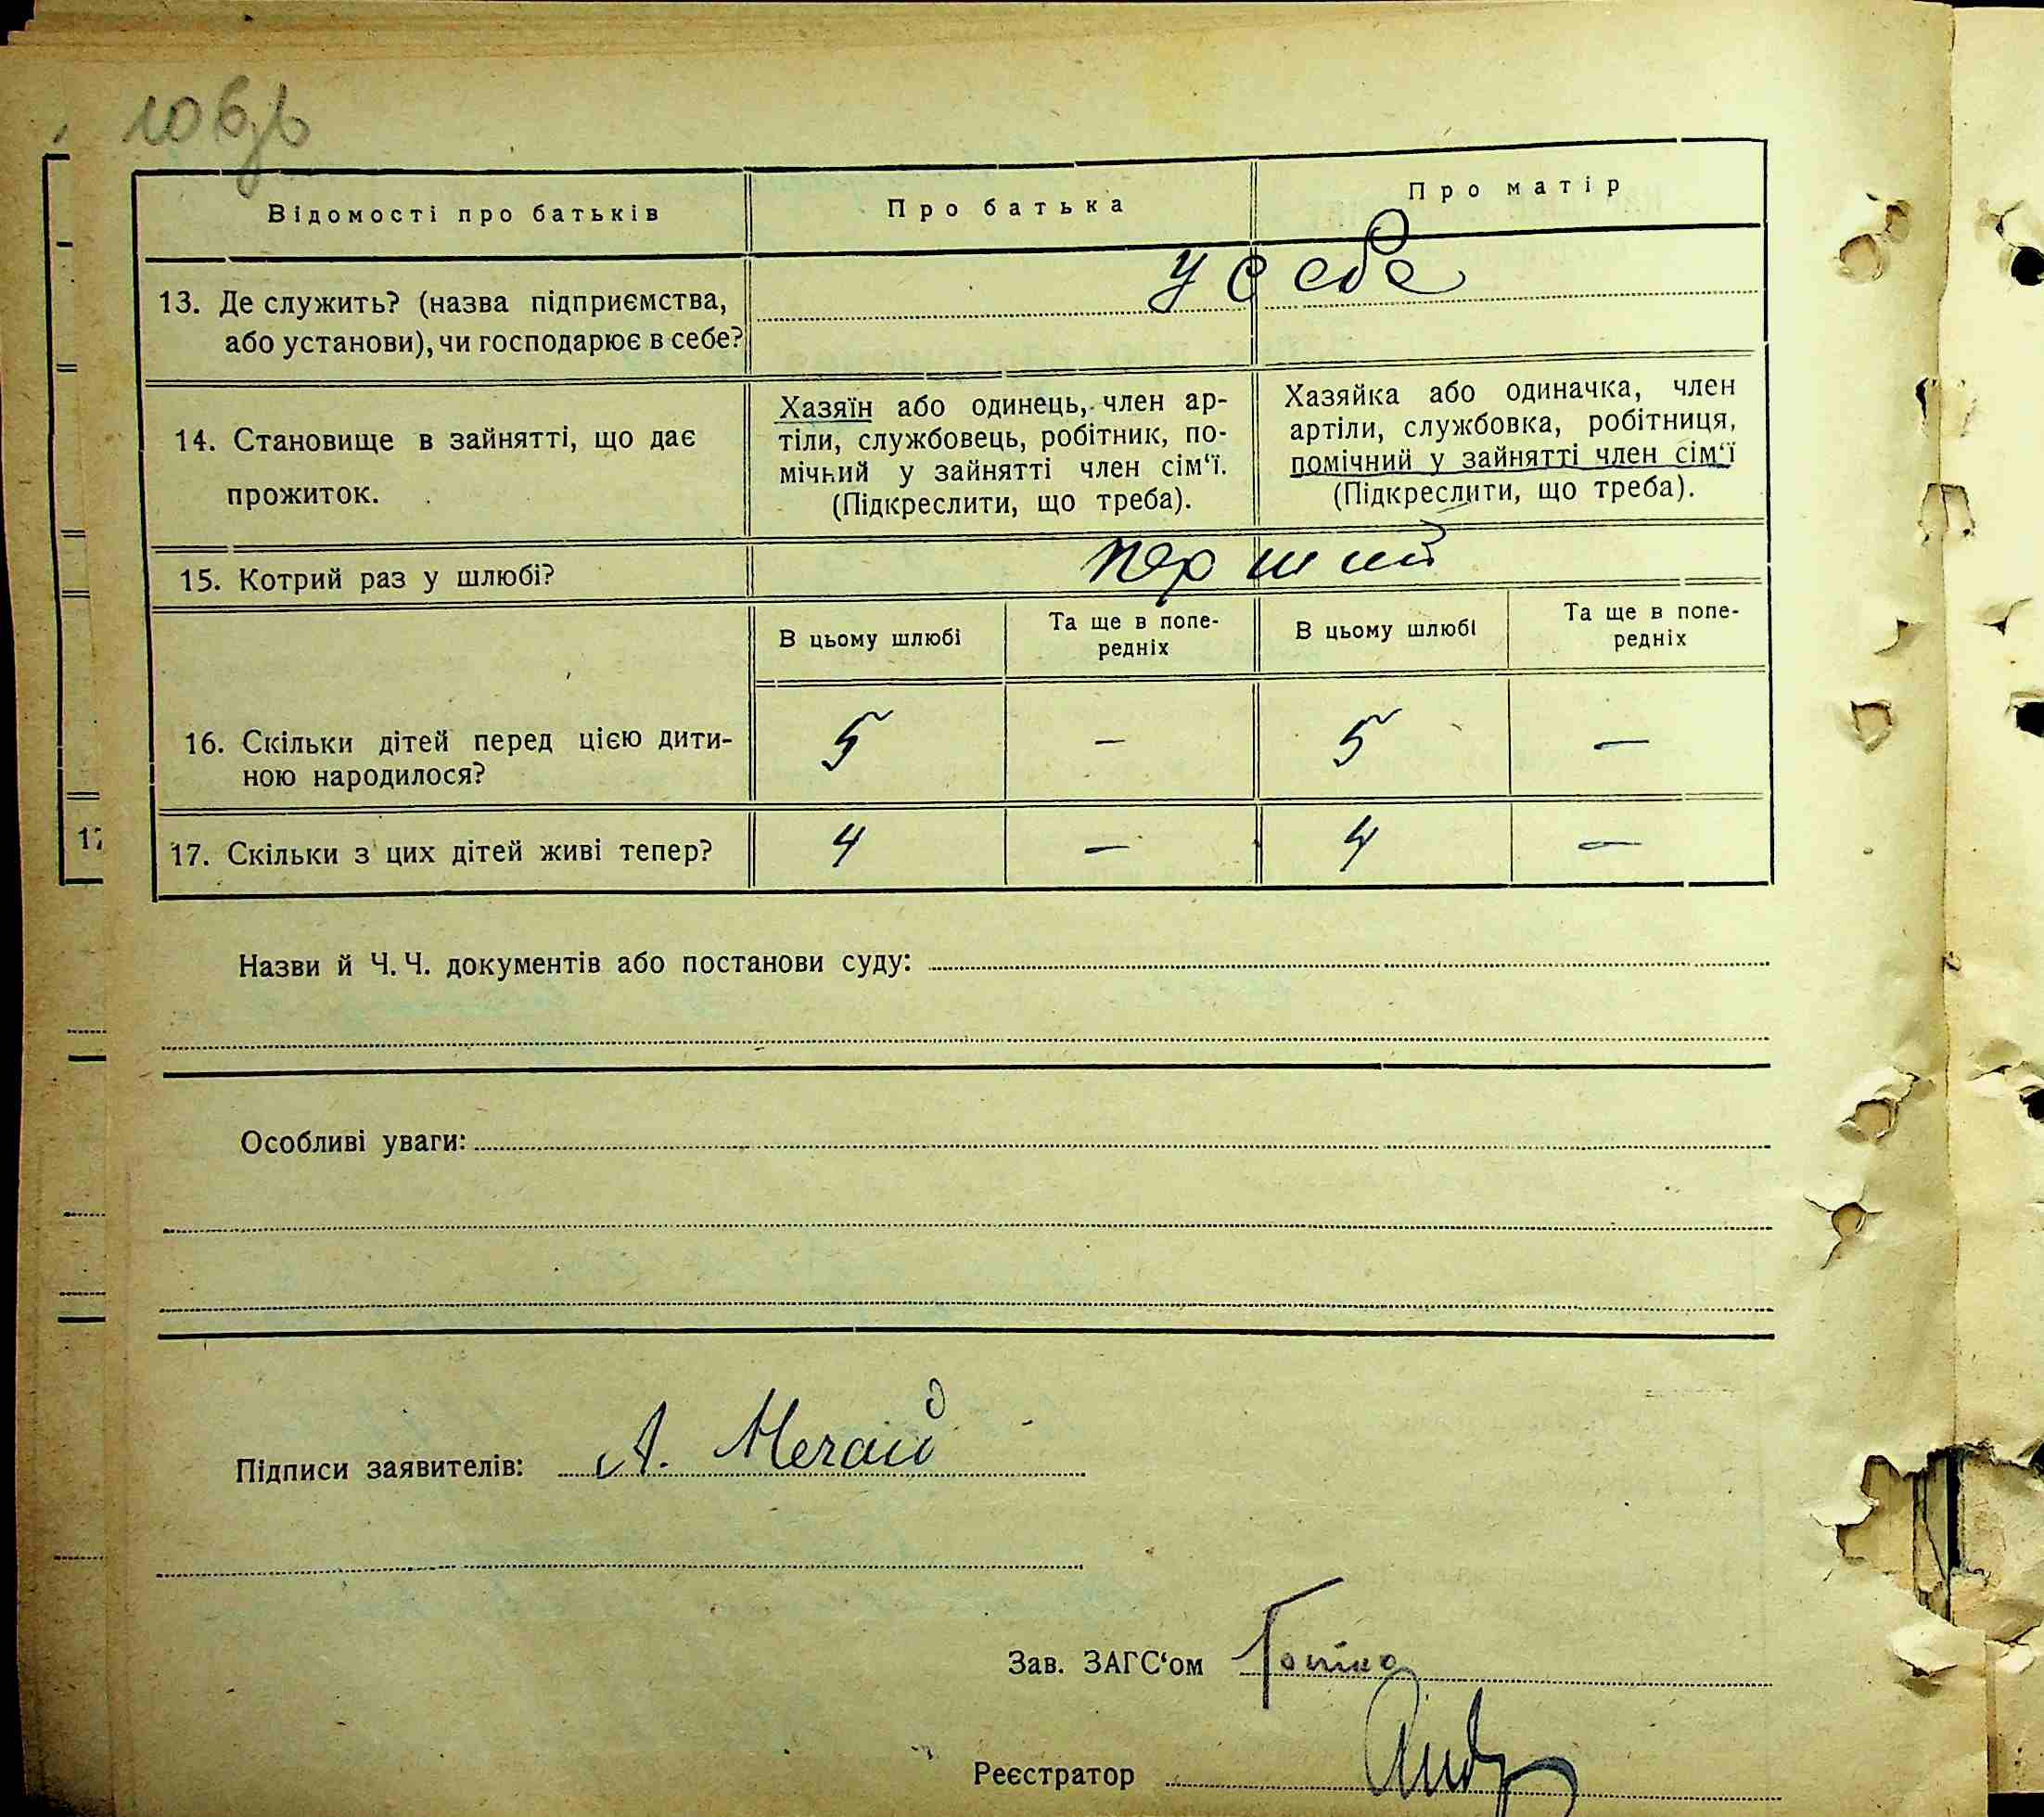 Відомості про батьків
Про батька
Про матір
13. Де служить? (назва підприємства,
або установи), чи господарює в себе?
у себе
14. Становище в зайнятті, що дає
прожиток.
Хазяїн або одинець, член ар-
тіли, службовець, робітник, по-
мічний у зайнятті член сім'ї.
(Підкреслити, що треба).
Хазяйка або одиначка, член
артіли, службовка, робітниця,
помічний у зайнятті член сім'ї
(Підкреслити, що треба).
15. Котрий раз у шлюбі?
перший
В цьому шлюбі
Та ще в попе-
редніх
В цьому шлюбі
Та ще в попе-
редніх
16. Скільки дітей перед цією дити-
ною народилося?
5 – 5 –
17. Скільки з цих дітей живі тепер?
4 – 4 –
17
Назви й Ч. Ч. документів або постанови суду:
Особливі уваги:
Підписи заявителів: А.
Зав. ЗАГС'ом
Реєстратор